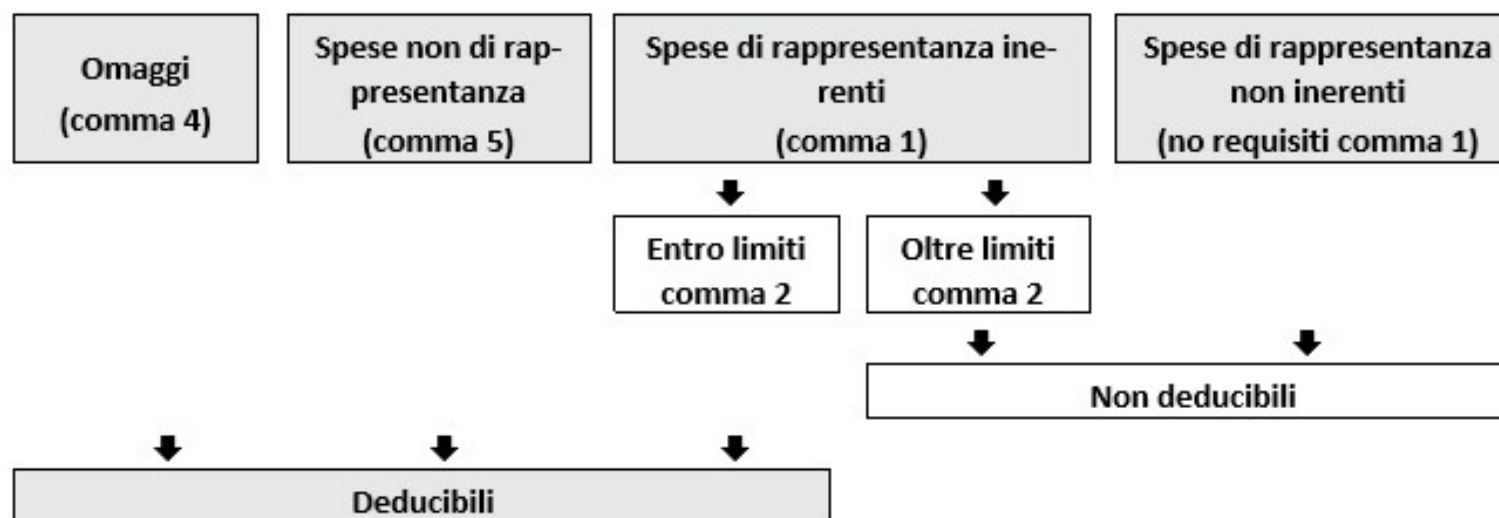 Omaggi
(comma 4)
Spese non di rap-
presentanza
(comma 5)
Spese di rappresentanza ine-
renti
(comma 1)
Spese di rappresentanza
non inerenti
(no requisiti comma 1)
Entro limiti
comma 2
Oltre limiti
comma 2
Non deducibili
Deducibili